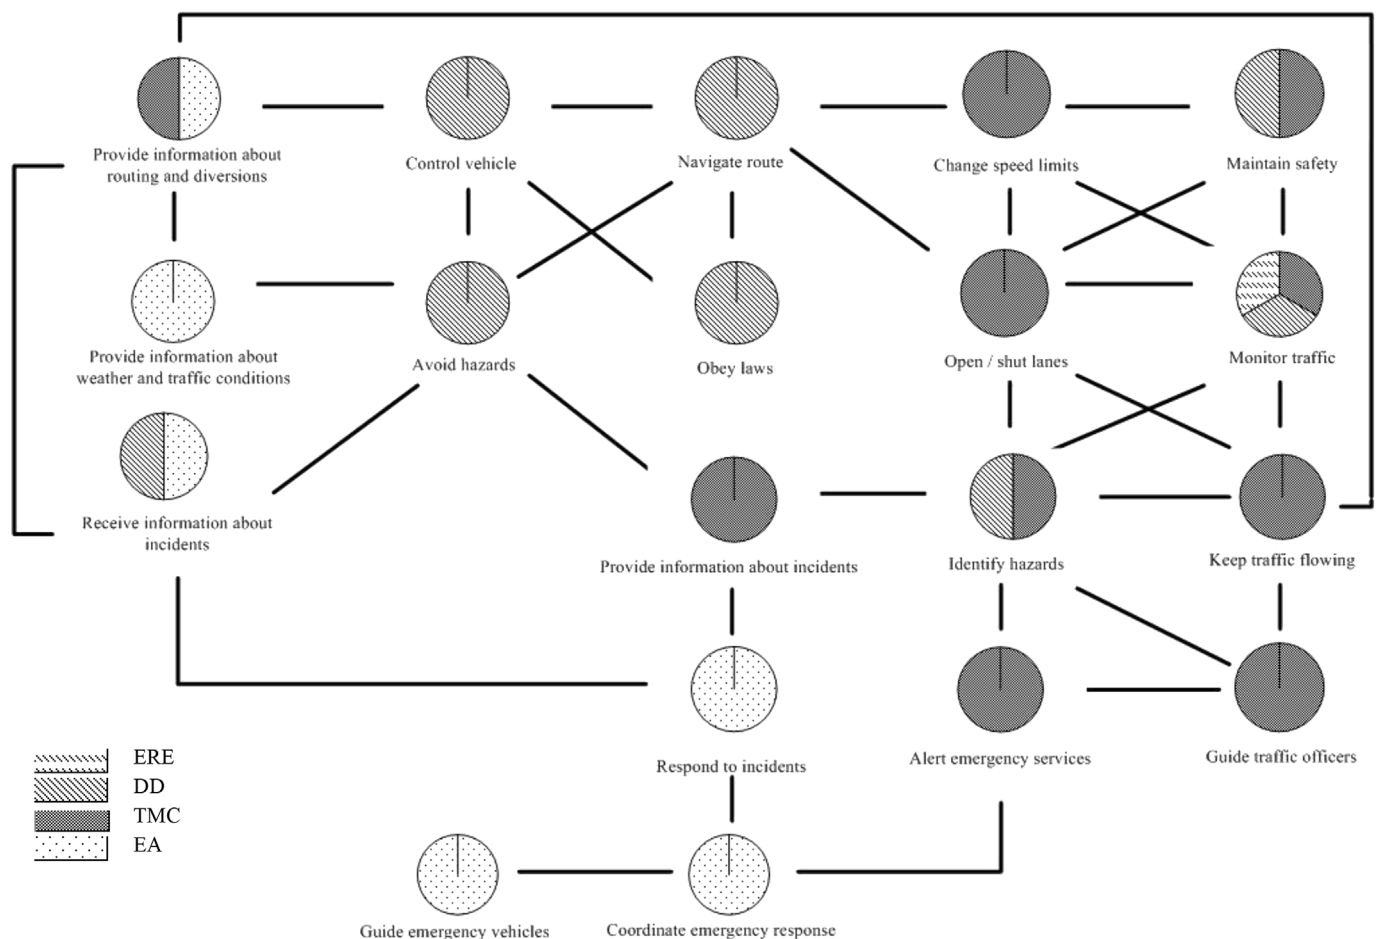 Provide information about
routing and diversions
Control vehicle
Navigate route
Change speed limits
Maintain safety
Provide information about
weather and traffic conditions
Avoid hazards
Obey laws
Open / shut lanes
Monitor traffic
Receive information about
incidents
Provide information about incidents
Identify hazards
Keep traffic flowing
Respond to incidents
Alert emergency services
Guide traffic officers
ERE
DD
TMC
EA
Guide emergency vehicles
Coordinate emergency response